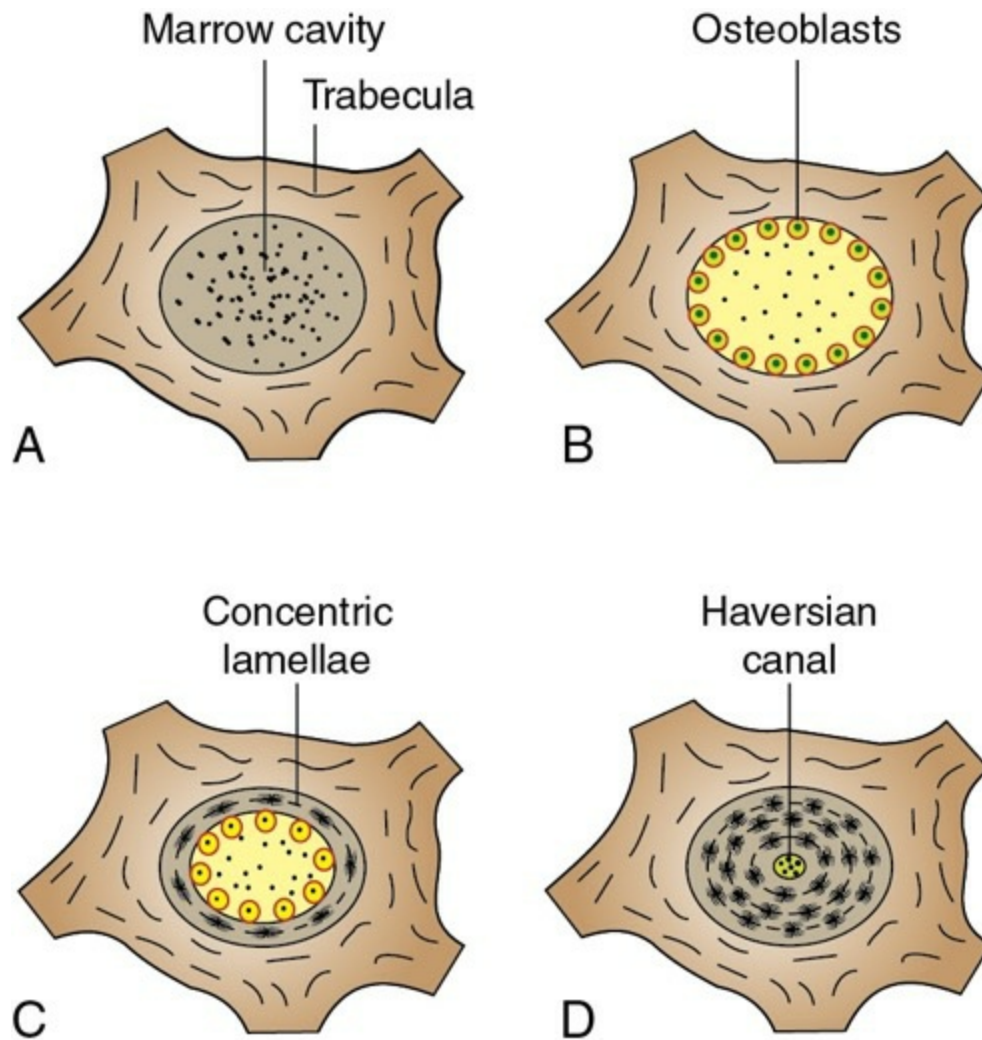 Marrow cavity
Osteoblasts
Trabecula
A
B
Concentric
lamellae
Haversian
canal
C
D